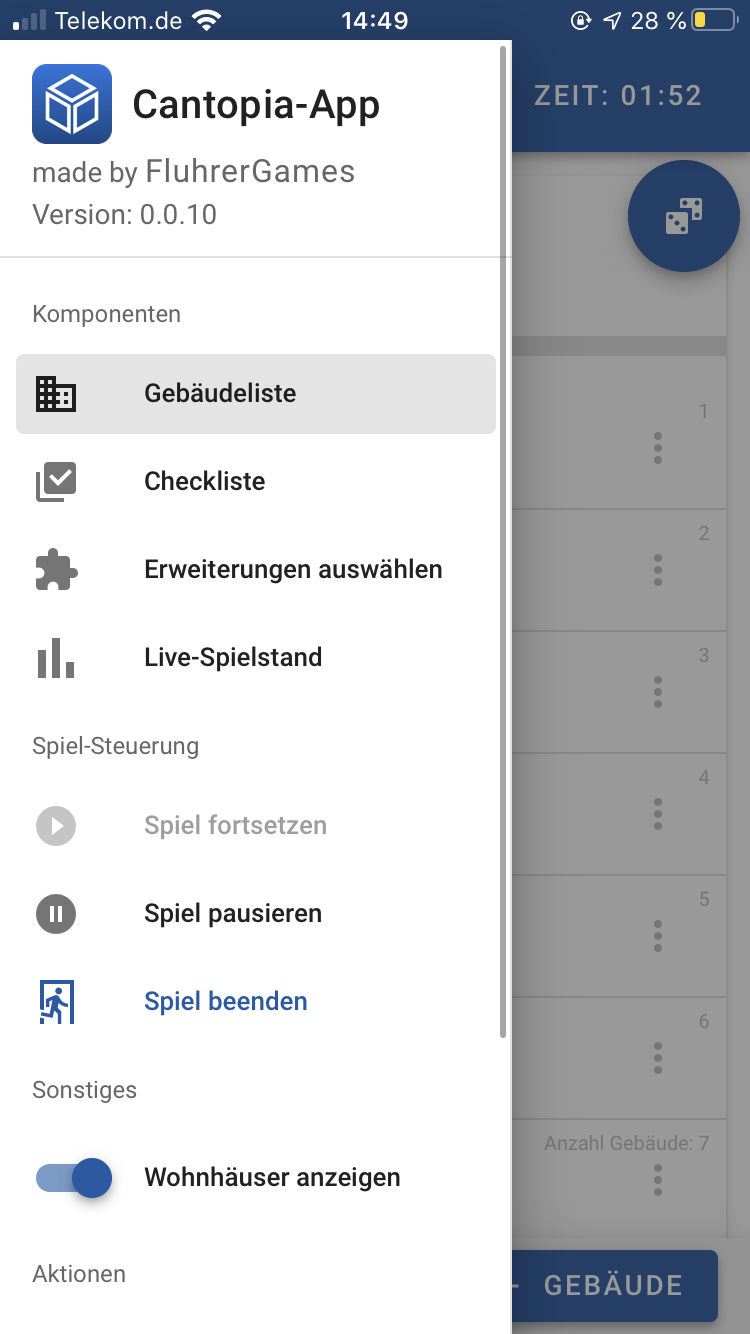 Telekom.de 14:49 28 %
ZEIT: 01:52
Cantopia-App
made by FluhrerGames
Version: 0.0.10
Komponenten
Gebäudeliste
Checkliste
Erweiterungen auswählen
Live-Spielstand
Spiel-Steuerung
Spiel fortsetzen
Spiel pausieren
Spiel beenden
Sonstiges
Wohnhäuser anzeigen
Aktionen
1
2
3
4
5
6
Anzahl Gebäude: 7
GEBÄUDE